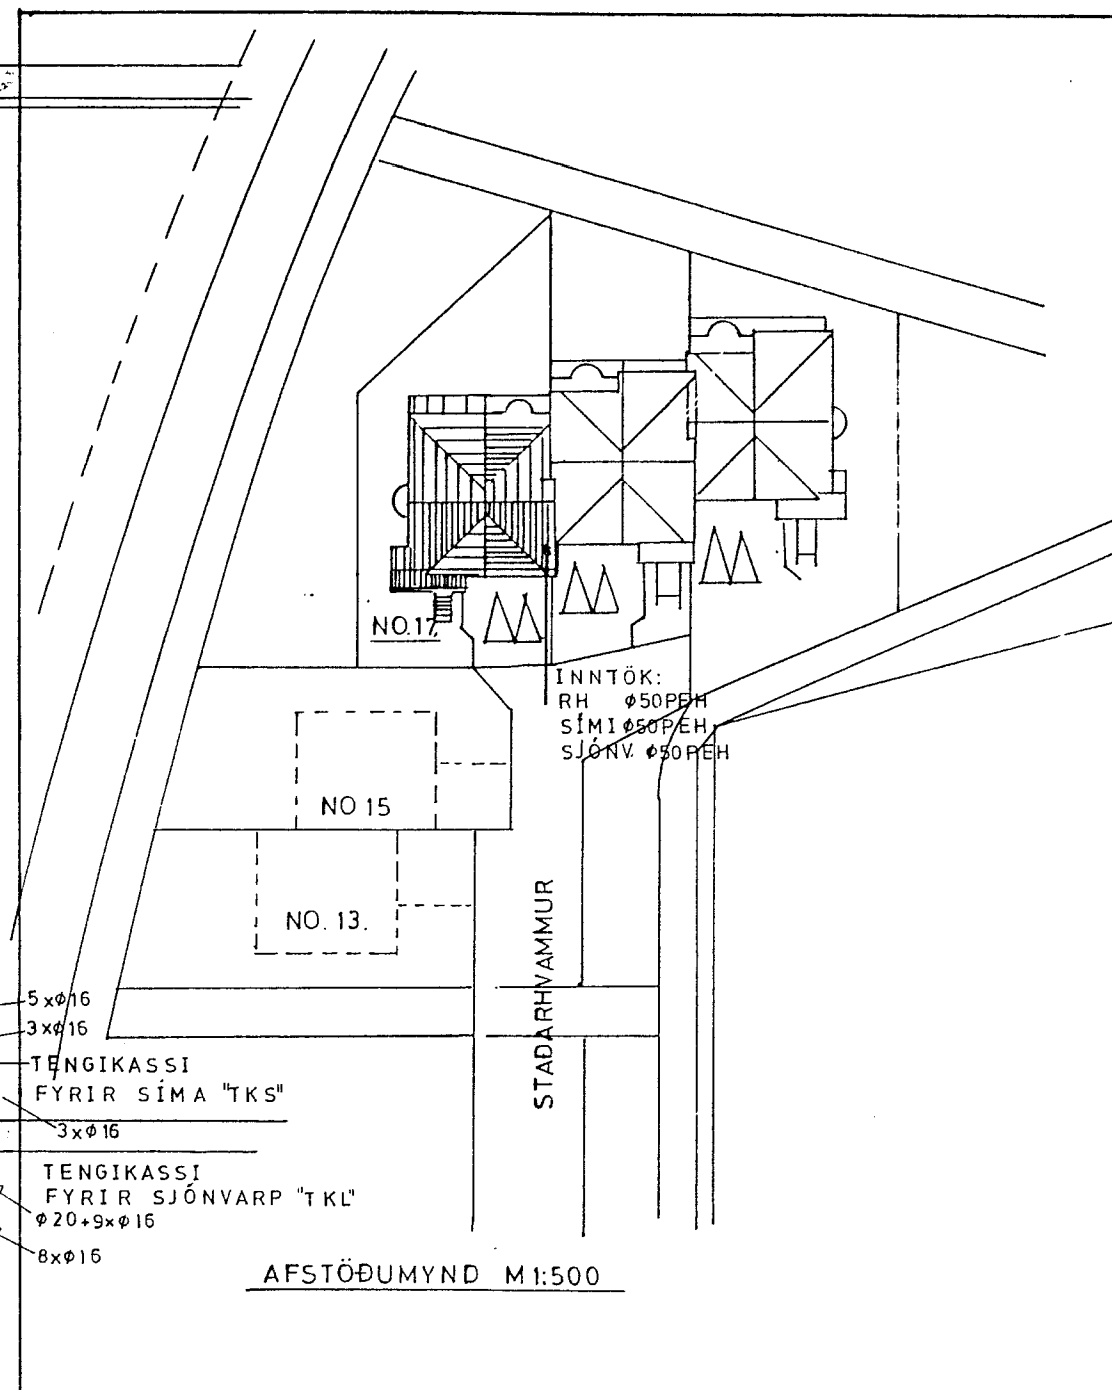 NO.17.
INNTÖK:
RH φ50PEH
SÍMI φ50PEH
SJÓNV. φ50PEH
NO 15
NO. 13.
STAÐARHVAMMUR
5xφ16
3xφ16
TENGIKASSI
FYRIR SÍMA "TKS"
3xφ16
TENGIKASSI
FYRIR SJÓNVARP "TKL"
φ20+9xφ16
8xφ16
AFSTÖÐUMYND M 1:500